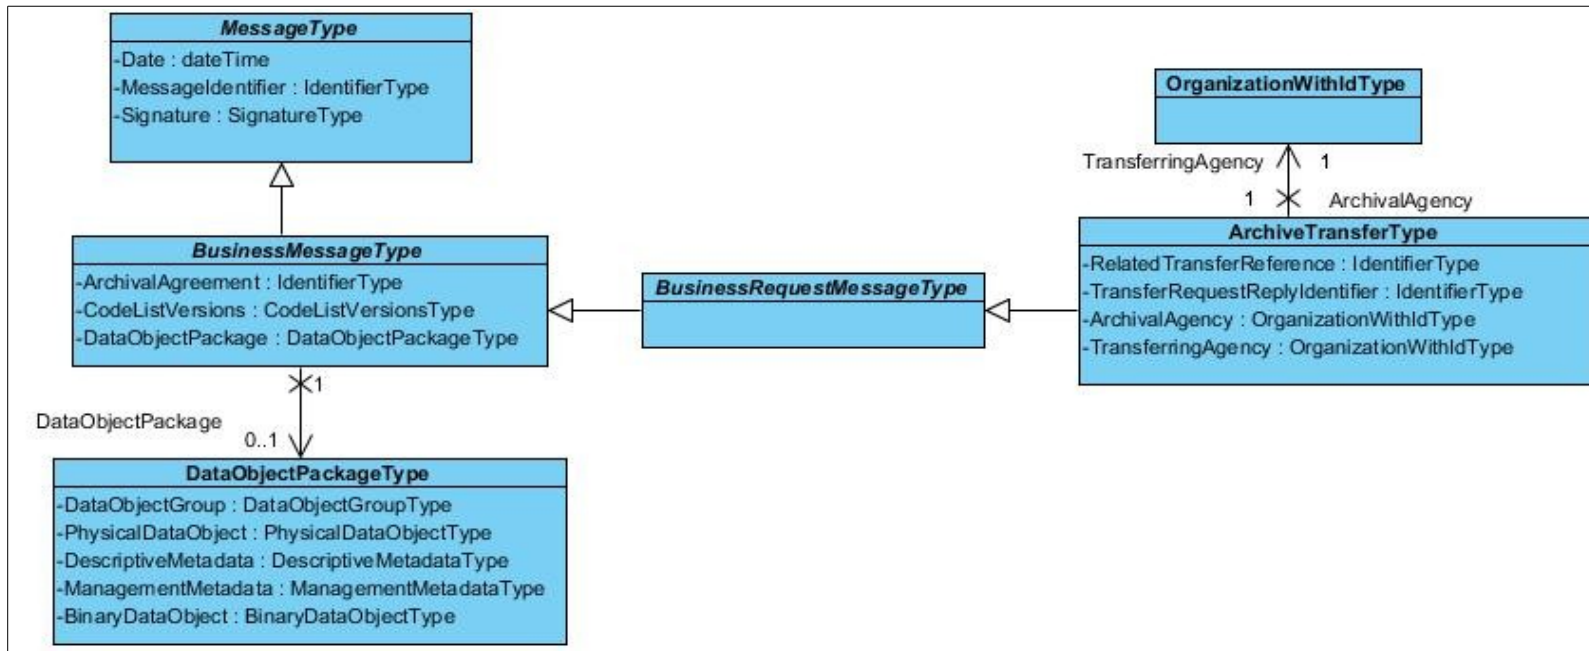 MessageType
-Date : dateTime
-MessageIdentifier : IdentifierType
-Signature : SignatureType
OrganizationWithIdType
TransferringAgency
1
1
ArchivalAgency
BusinessMessageType
-ArchivalAgreement : IdentifierType
-CodeListVersions : CodeListVersionsType
-DataObjectPackage : DataObjectPackageType
BusinessRequestMessageType
ArchiveTransferType
-RelatedTransferReference : IdentifierType
-TransferRequestReplyIdentifier : IdentifierType
-ArchivalAgency : OrganizationWithIdType
-TransferringAgency : OrganizationWithIdType
1
DataObjectPackage
0..1
DataObjectPackageType
-DataObjectGroup : DataObjectGroupType
-PhysicalDataObject : PhysicalDataObjectType
-DescriptiveMetadata : DescriptiveMetadataType
-ManagementMetadata : ManagementMetadataType
-BinaryDataObject : BinaryDataObjectType